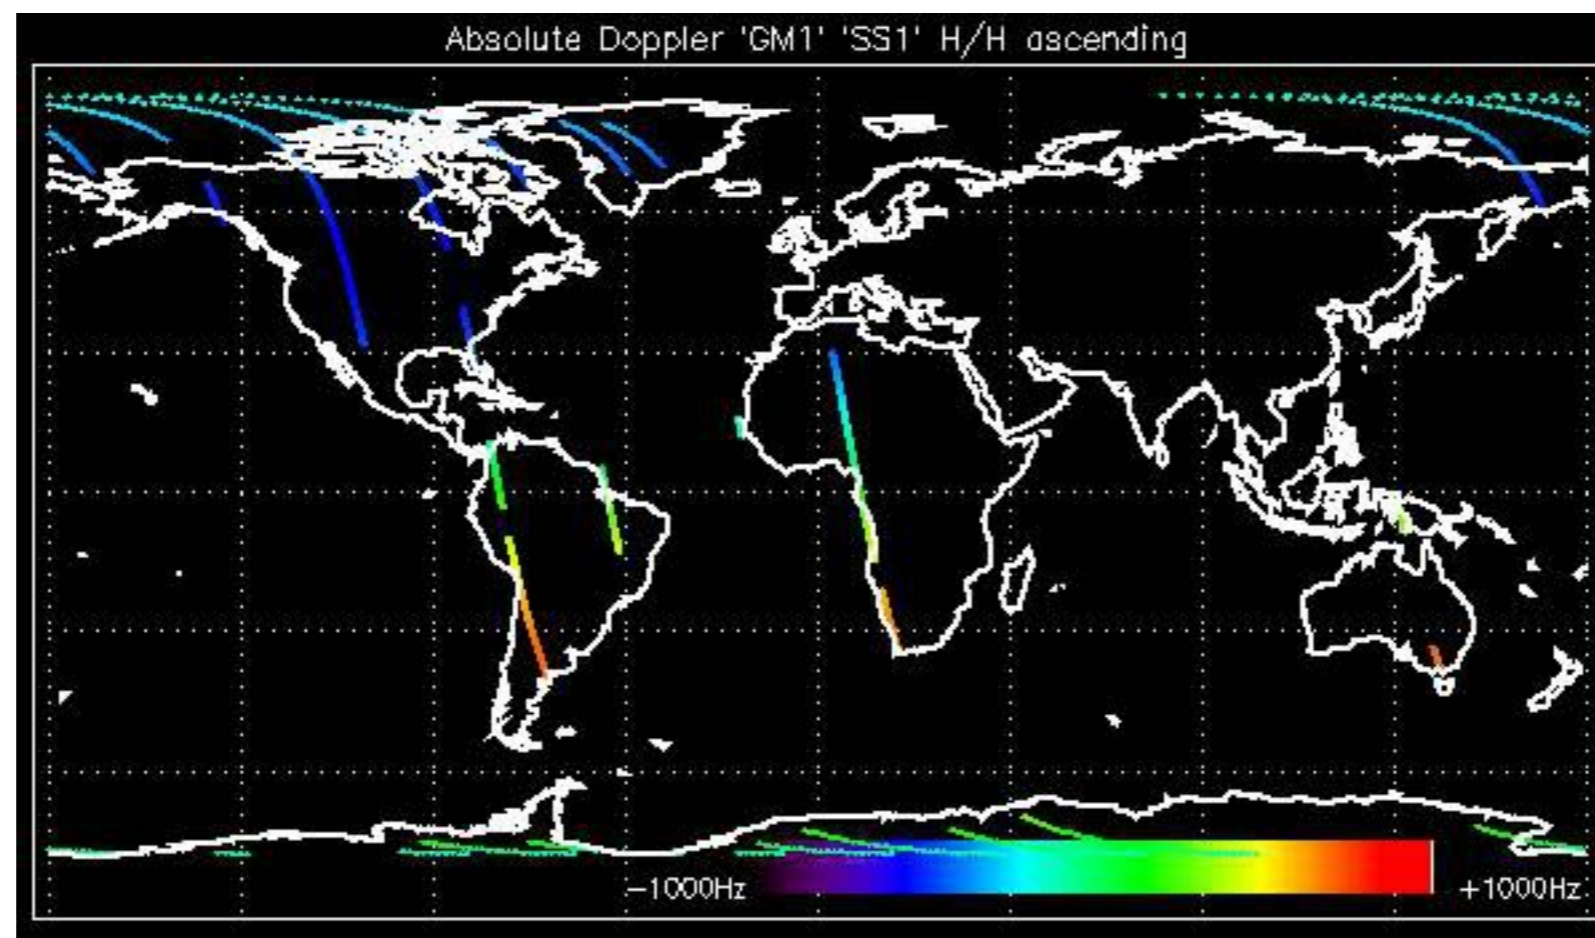 Absolute Doppler 'GM1' 'SS1' H/H ascending
−1000Hz
+1000Hz